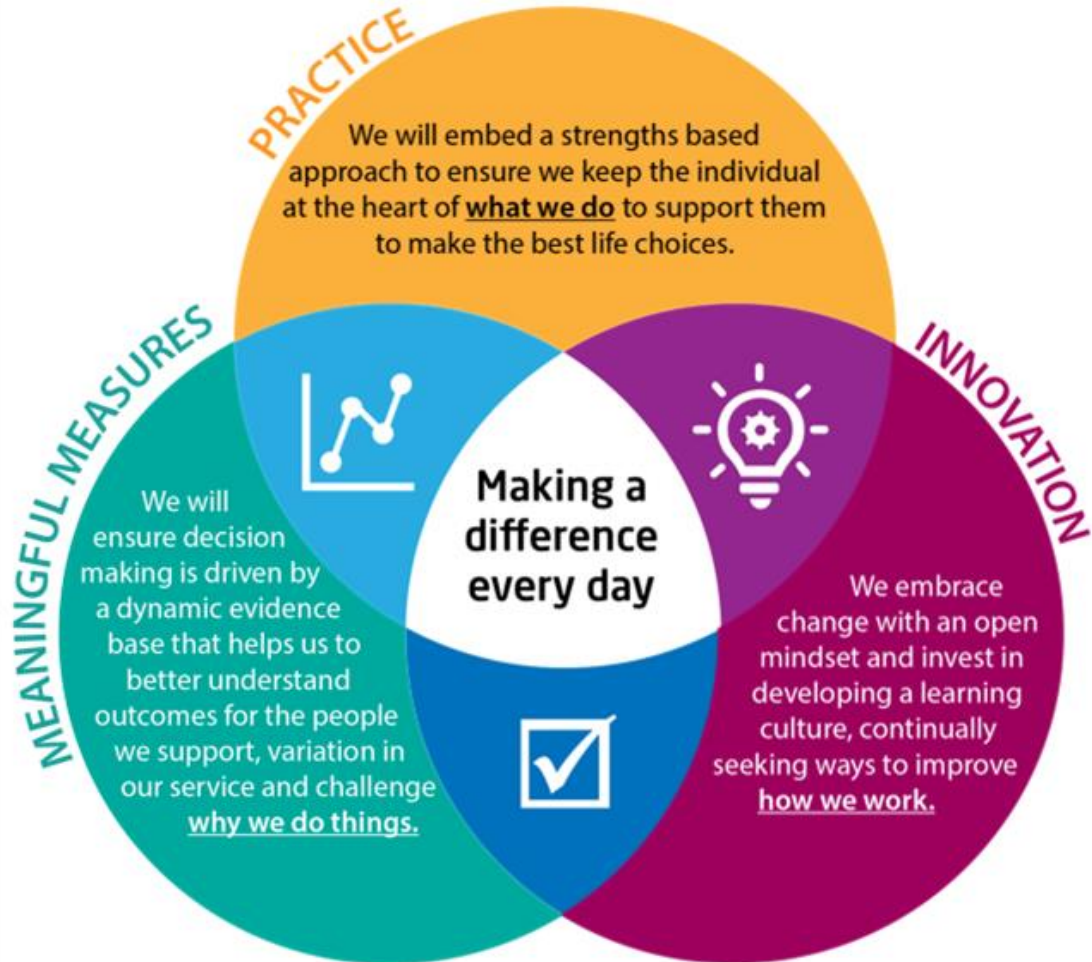 PRACTICE
We will embed a strengths based
approach to ensure we keep the individual
at the heart of what we do to support them
to make the best life choices.
MEANINGFUL MEASURES
We will
ensure decision
making is driven by
a dynamic evidence
base that helps us to
better understand
outcomes for the people
we support, variation in
our service and challenge
why we do things.
Making a
difference
every day
INNOVATION
We embrace
change with an open
mindset and invest in
developing a learning
culture, continually
seeking ways to improve
how we work.